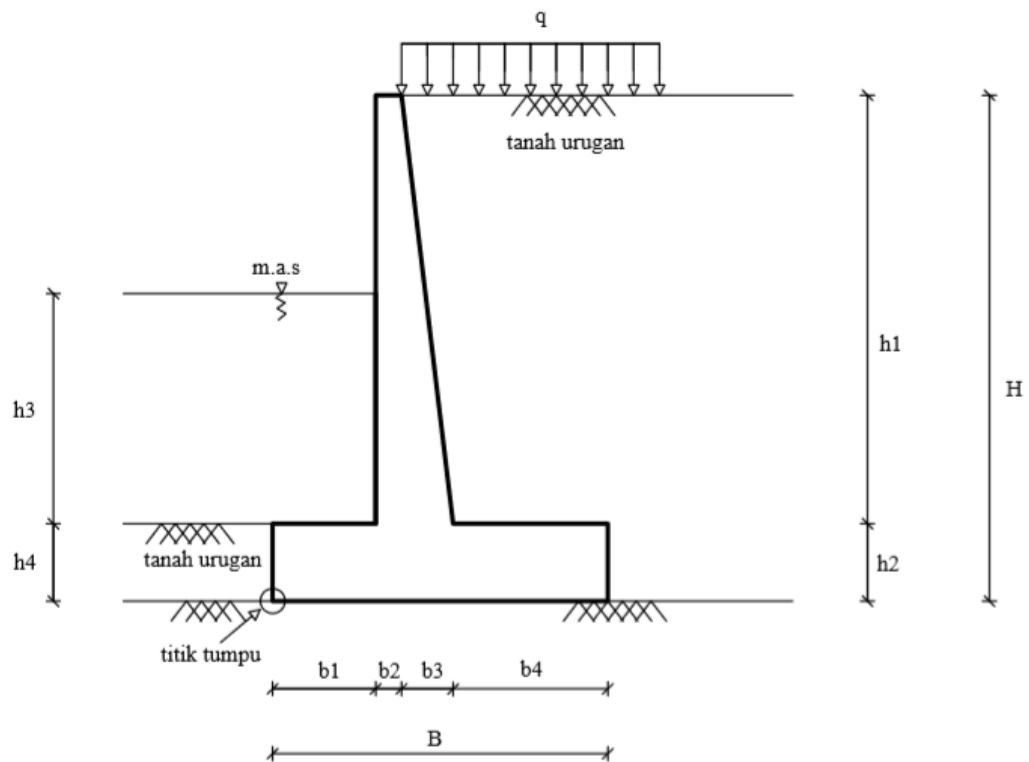 q
tanah urugan
m.a.s
h1
H
h3
tanah urugan
h4
h2
titik tumpu
b1
b2
b3
b4
B